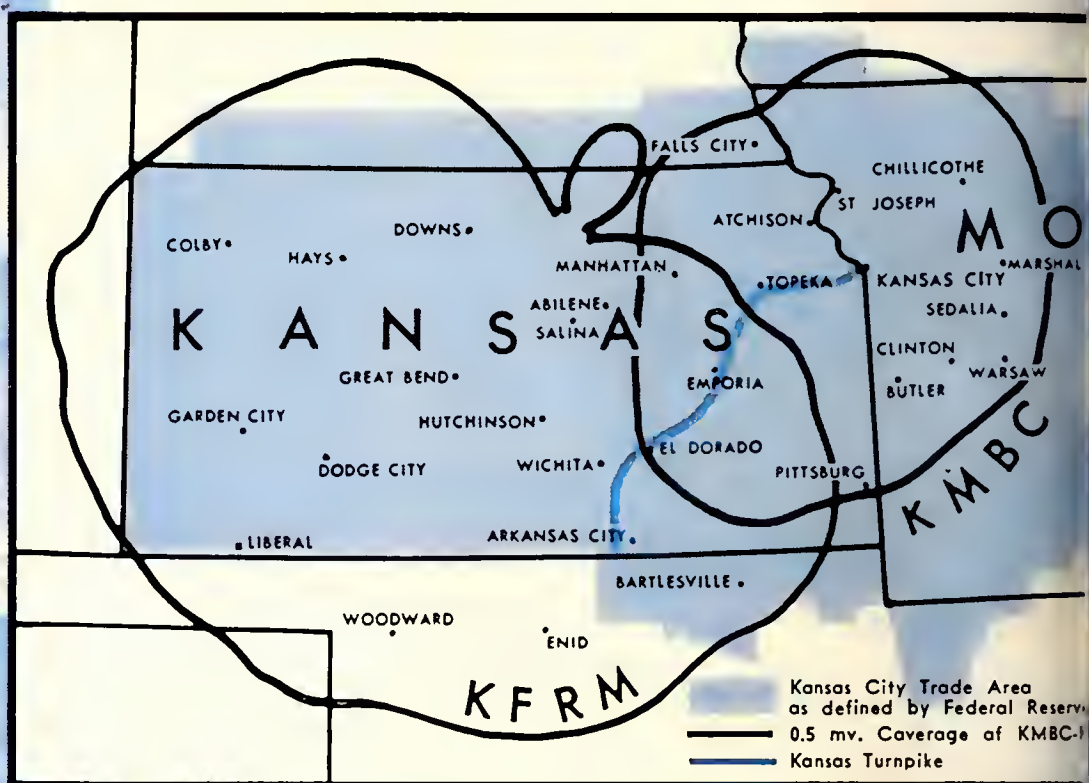 FALLS CITY
CHILLICOTHE
ST JOSEPH
ATCHISON
M O
DOWNS
COLBY
HAYS
MANHATTAN
MARSHAL
TOPEKA
KANSAS CITY
ABILENE
SEDALIA
SALINA
K A N S A S
CLINTON
WARSAW
GREAT BEND
EMPORIA
BUTLER
GARDEN CITY
HUTCHINSON
EL DORADO
KMBC
DODGE CITY
WICHITA
PITTSBURG
LIBERAL
ARKANSAS CITY
BARTLESVILLE
WOODWARD
ENID
KFRM
Kansas City Trade Area
as defined by Federal Reserv
0.5 mv. Caverage af KMBC-
Kansas Turnpike